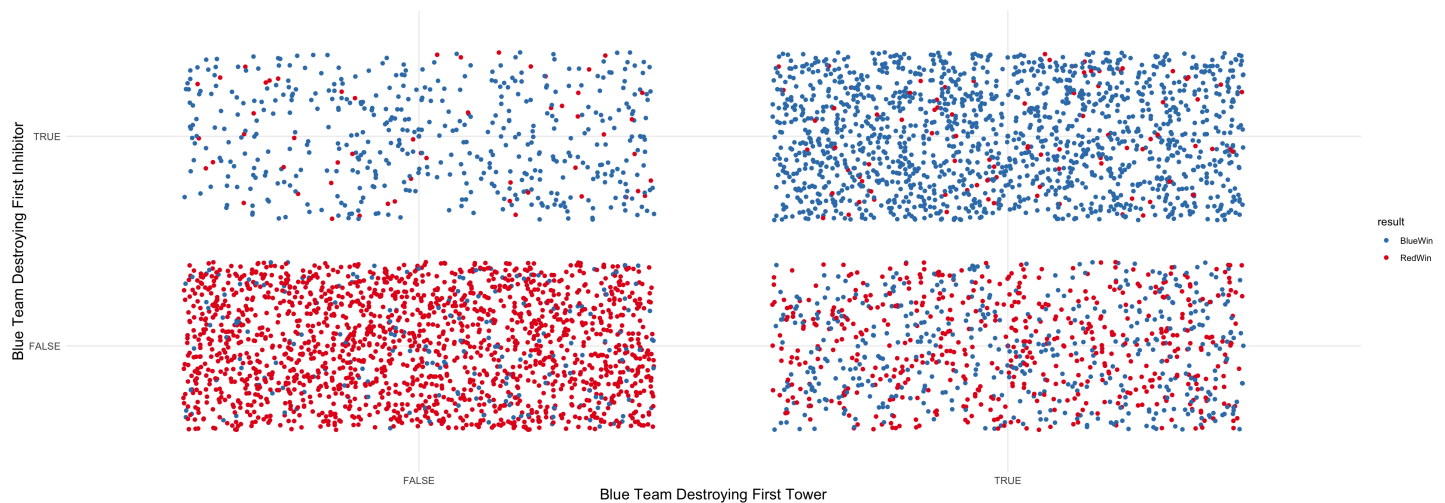 Blue Team Destroying First Inhibitor
TRUE
FALSE
FALSE
TRUE
Blue Team Destroying First Tower
result
BlueWin
RedWin